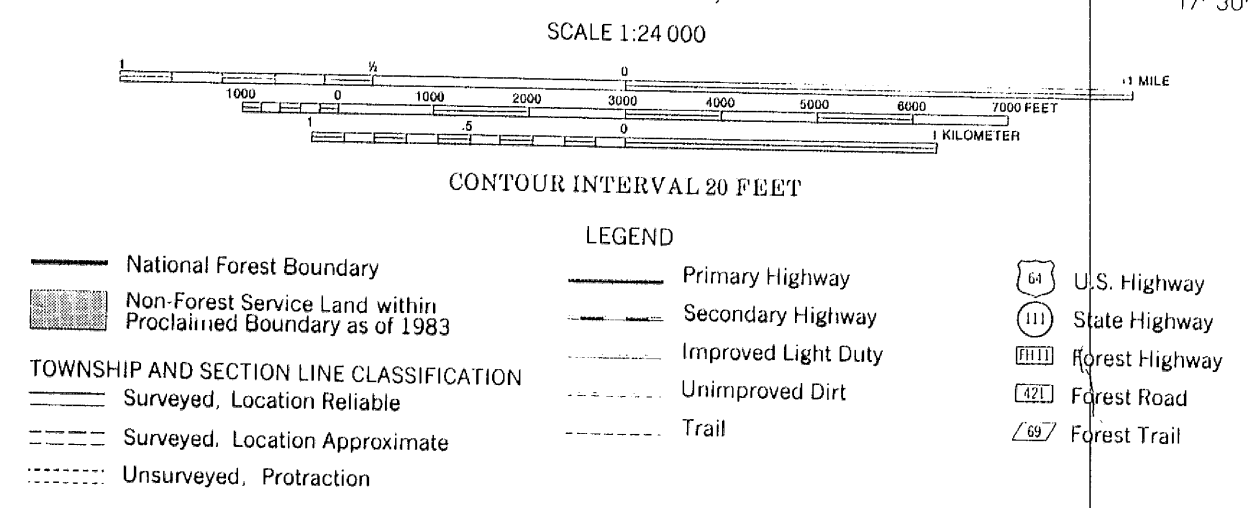 17' 30"
SCALE 1:24 000
1 ½ 0 1 MILE
1000 0 1000 2000 3000 4000 5000 6000 7000 FEET
1 .5 0 1 KILOMETER
CONTOUR INTERVAL 20 FEET
LEGEND
National Forest Boundary
Non-Forest Service Land within
Proclaimed Boundary as of 1983
TOWNSHIP AND SECTION LINE CLASSIFICATION
Surveyed, Location Reliable
Surveyed, Location Approximate
Unsurveyed, Protraction
Primary Highway
Secondary Highway
Improved Light Duty
Unimproved Dirt
Trail
64 U.S. Highway
111 State Highway
FH11 Forest Highway
421 Forest Road
69 Forest Trail